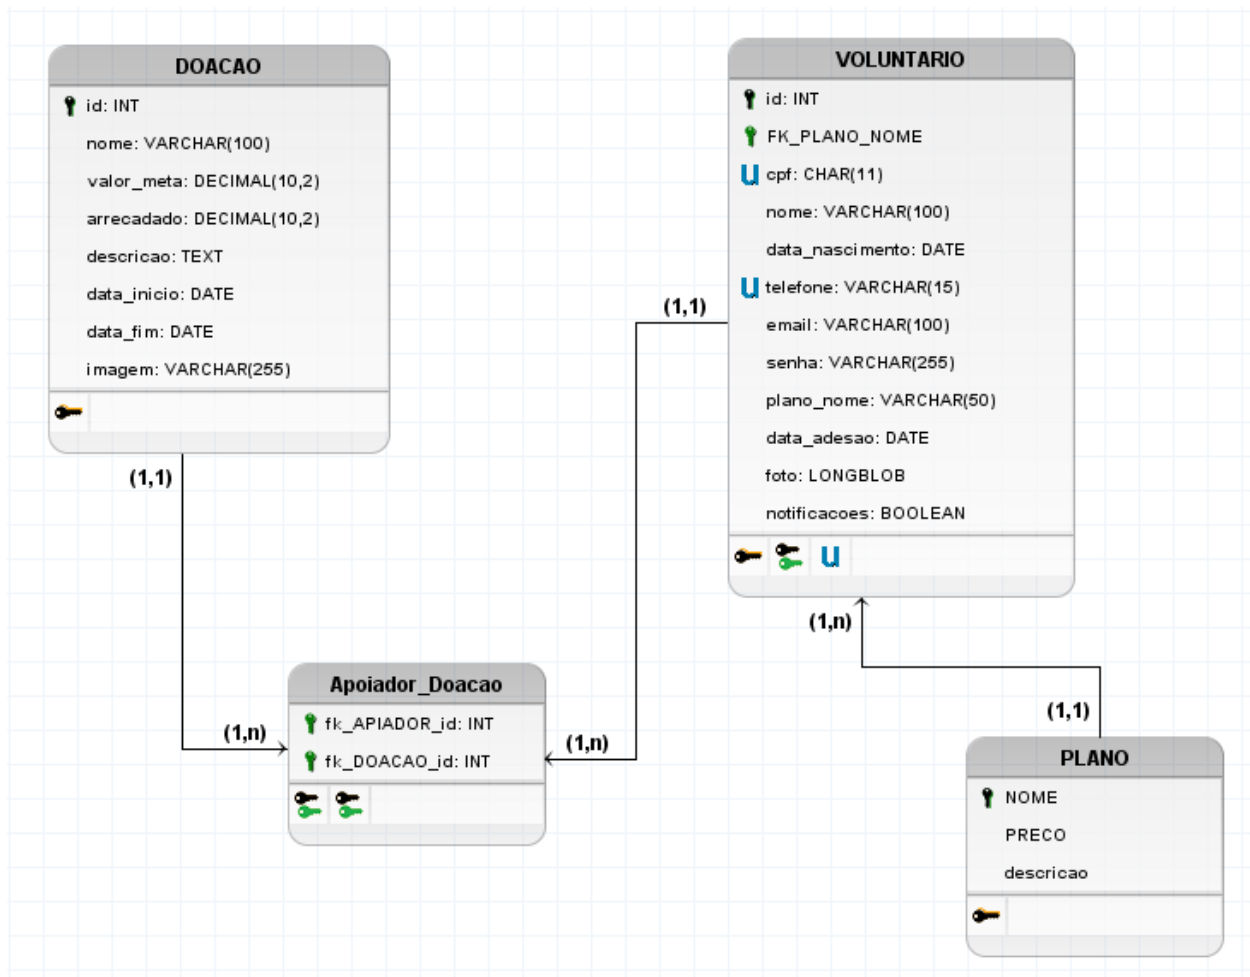 DOACAO
id: INT
nome: VARCHAR(100)
valor_meta: DECIMAL(10,2)
arrecadado: DECIMAL(10,2)
descricao: TEXT
data_inicio: DATE
data_fim: DATE
imagem: VARCHAR(255)
(1,1)
VOLUNTARIO
id: INT
FK_PLANO_NOME
U cpf: CHAR(11)
nome: VARCHAR(100)
data_nascimento: DATE
U telefone: VARCHAR(15)
email: VARCHAR(100)
senha: VARCHAR(255)
plano_nome: VARCHAR(50)
data_adesao: DATE
foto: LONGBLOB
notificacoes: BOOLEAN
U
(1,1)
(1,n)
Apoiador_Doacao
fk_APIADOR_id: INT
fk_DOACAO_id: INT
(1,n)
(1,n)
(1,1)
PLANO
NOME
PRECO
descricao